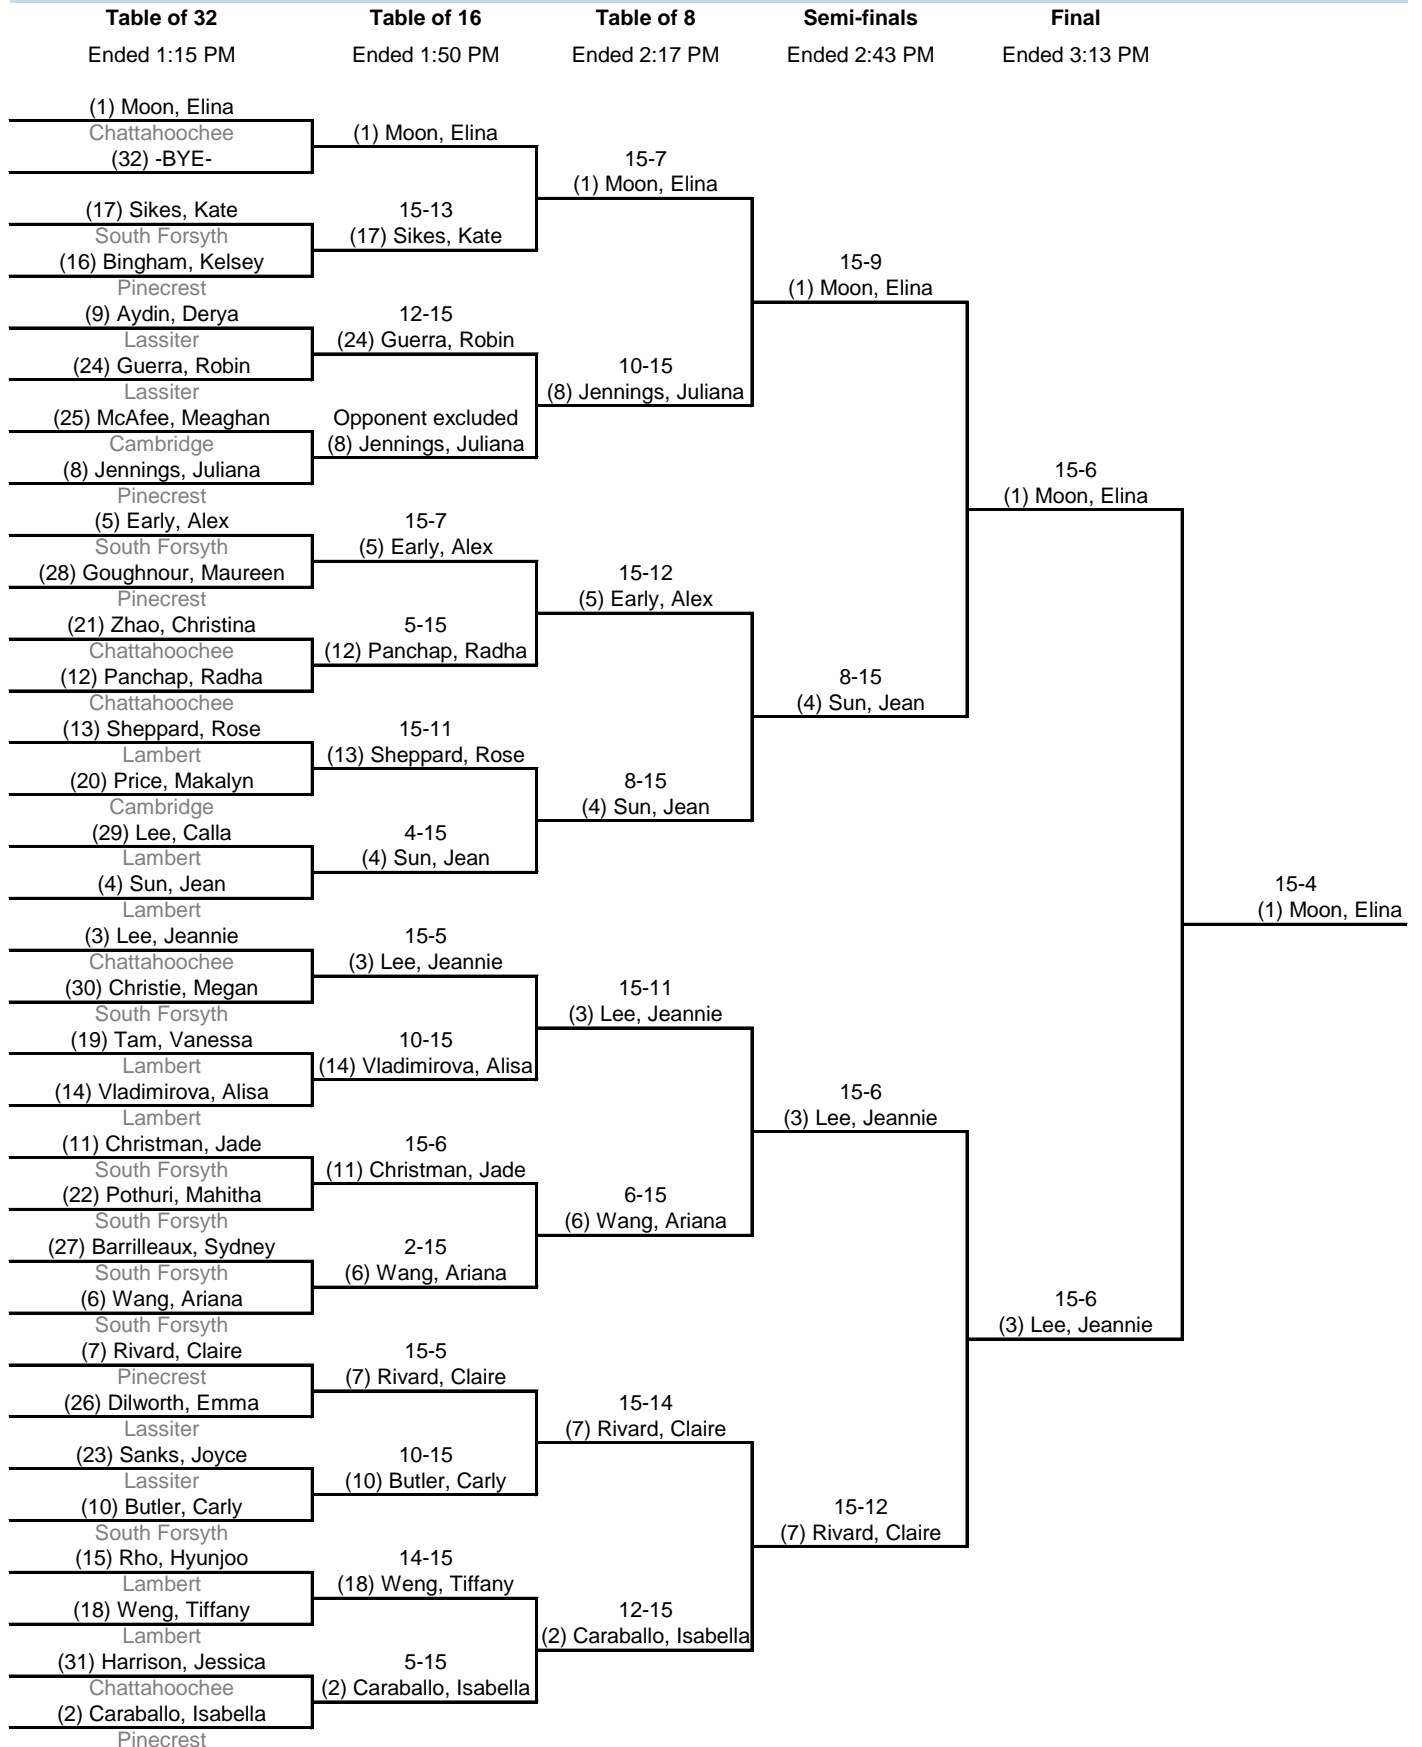 Table of 32
Ended 1:15 PM
Table of 16
Ended 1:50 PM
Table of 8
Ended 2:17 PM
Semi-finals
Ended 2:43 PM
Final
Ended 3:13 PM
(1) Moon, Elina
Chattahoochee
(32) -BYE-
(17) Sikes, Kate
South Forsyth
(16) Bingham, Kelsey
Pinecrest
(9) Aydin, Derya
Lassiter
(24) Guerra, Robin
Lassiter
(25) McAfee, Meaghan
Cambridge
(8) Jennings, Juliana
Pinecrest
(5) Early, Alex
South Forsyth
(28) Goughnour, Maureen
Pinecrest
(21) Zhao, Christina
Chattahoochee
(12) Panchap, Radha
Chattahoochee
(13) Sheppard, Rose
Lambert
(20) Price, Makalyn
Cambridge
(29) Lee, Calla
Lambert
(4) Sun, Jean
Lambert
(3) Lee, Jeannie
Chattahoochee
(30) Christie, Megan
South Forsyth
(19) Tam, Vanessa
Lambert
(14) Vladimirova, Alisa
Lambert
(11) Christman, Jade
South Forsyth
(22) Pothuri, Mahitha
South Forsyth
(27) Barrilleaux, Sydney
South Forsyth
(6) Wang, Ariana
South Forsyth
(7) Rivard, Claire
Pinecrest
(26) Dilworth, Emma
Lassiter
(23) Sanks, Joyce
Lassiter
(10) Butler, Carly
South Forsyth
(15) Rho, Hyunjoo
Lambert
(18) Weng, Tiffany
Lambert
(31) Harrison, Jessica
Chattahoochee
(2) Caraballo, Isabella
Pinecrest
(1) Moon, Elina
15-13
(17) Sikes, Kate
12-15
(24) Guerra, Robin
Opponent excluded
(8) Jennings, Juliana
15-7
(5) Early, Alex
5-15
(12) Panchap, Radha
15-11
(13) Sheppard, Rose
4-15
(4) Sun, Jean
15-5
(3) Lee, Jeannie
10-15
(14) Vladimirova, Alisa
15-6
(11) Christman, Jade
2-15
(6) Wang, Ariana
15-5
(7) Rivard, Claire
10-15
(10) Butler, Carly
14-15
(18) Weng, Tiffany
5-15
(2) Caraballo, Isabella
15-7
(1) Moon, Elina
10-15
(8) Jennings, Juliana
15-12
(5) Early, Alex
8-15
(4) Sun, Jean
15-11
(3) Lee, Jeannie
6-15
(6) Wang, Ariana
15-14
(7) Rivard, Claire
12-15
(2) Caraballo, Isabella
15-9
(1) Moon, Elina
8-15
(4) Sun, Jean
15-6
(3) Lee, Jeannie
15-12
(7) Rivard, Claire
15-6
(1) Moon, Elina
15-6
(3) Lee, Jeannie
15-4
(1) Moon, Elina